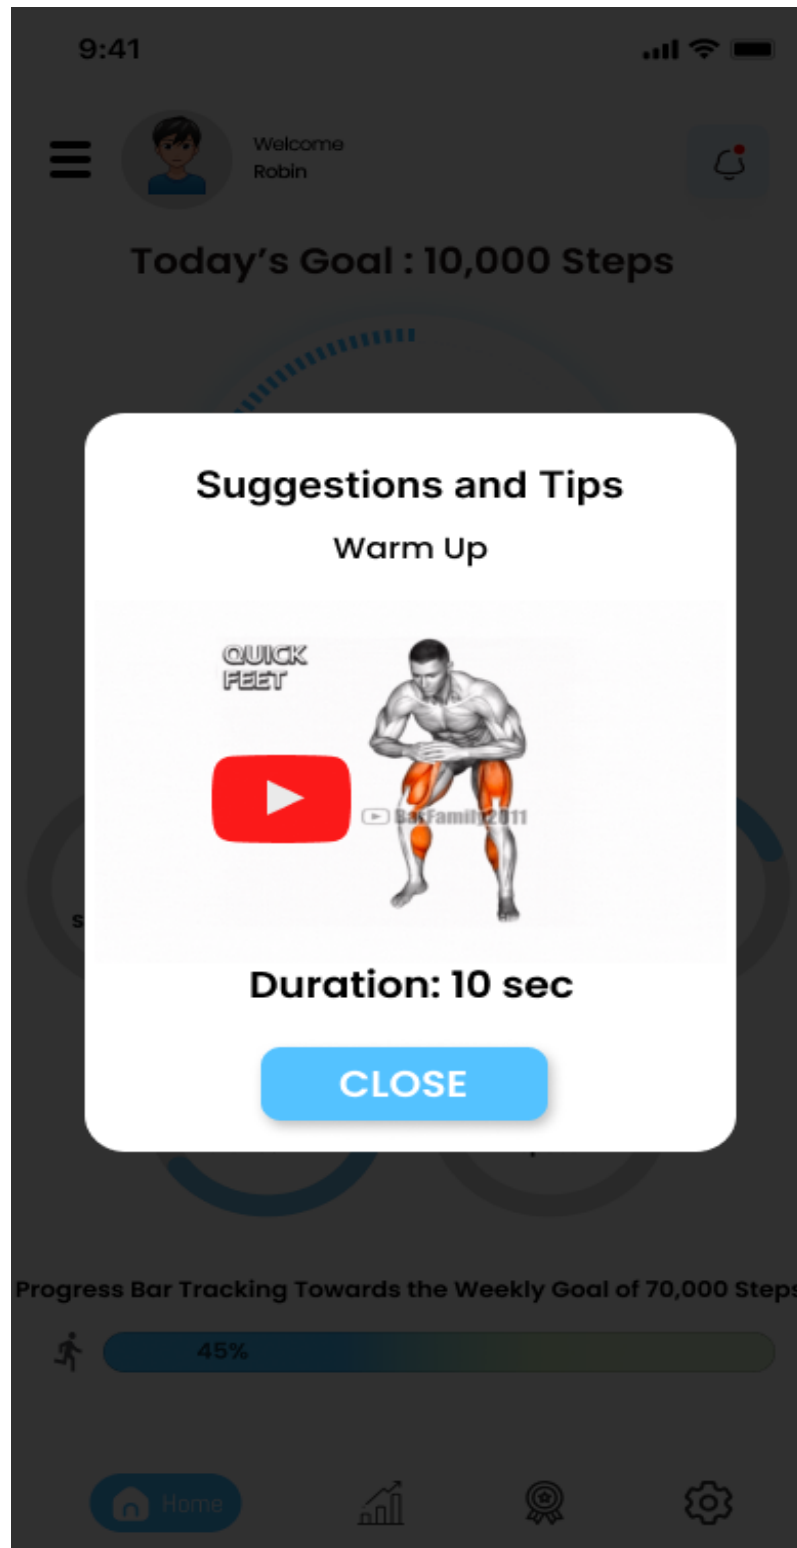 9:41
Welcome
Robin
Today's Goal : 10,000 Steps
Suggestions and Tips
Warm Up
QUICK
FEET
BarFamily2011
Duration: 10 sec
CLOSE
Progress Bar Tracking Towards the Weekly Goal of 70,000 Steps
45%
Home